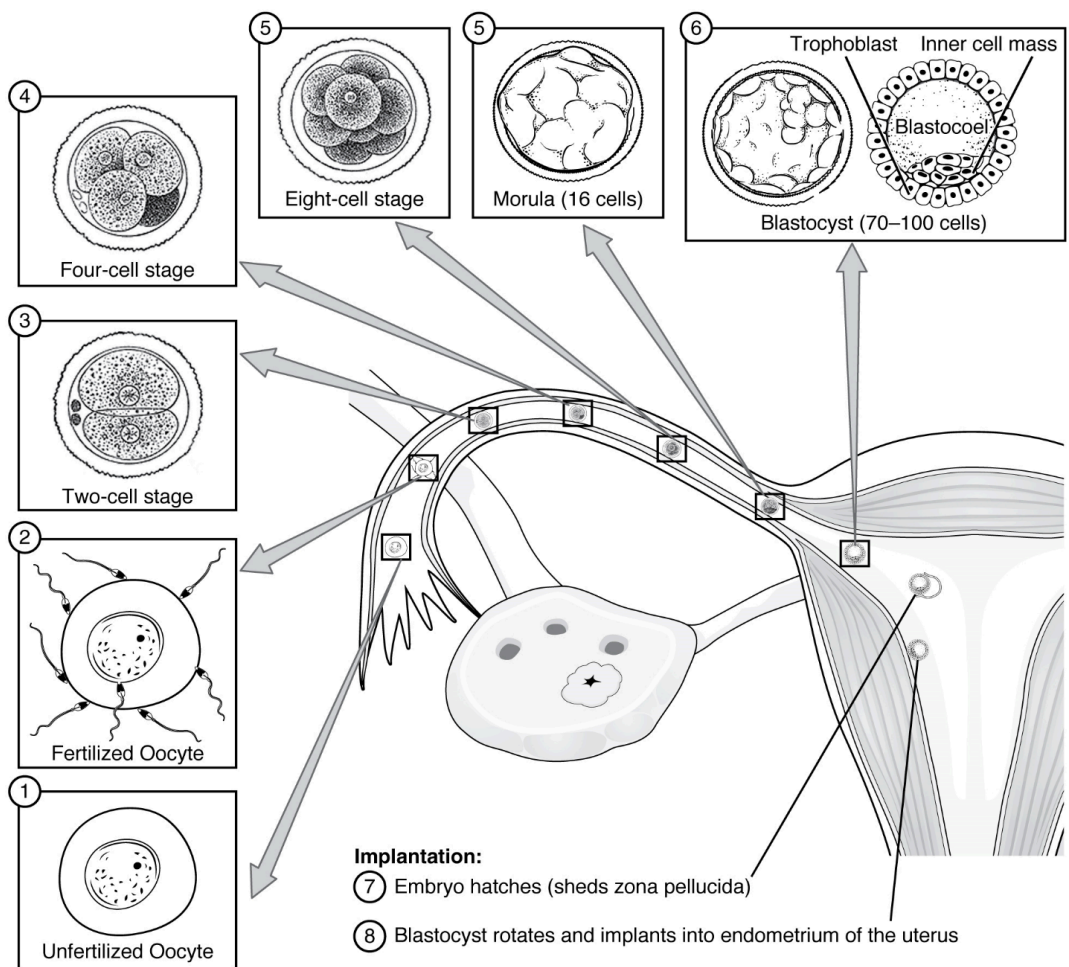 5
5
6
Trophoblast
Inner cell mass
Blastocoel
Eight-cell stage
Morula (16 cells)
Blastocyst (70–100 cells)
4
Four-cell stage
3
Two-cell stage
2
Fertilized Oocyte
1
Unfertilized Oocyte
Implantation:
7 Embryo hatches (sheds zona pellucida)
8 Blastocyst rotates and implants into endometrium of the uterus